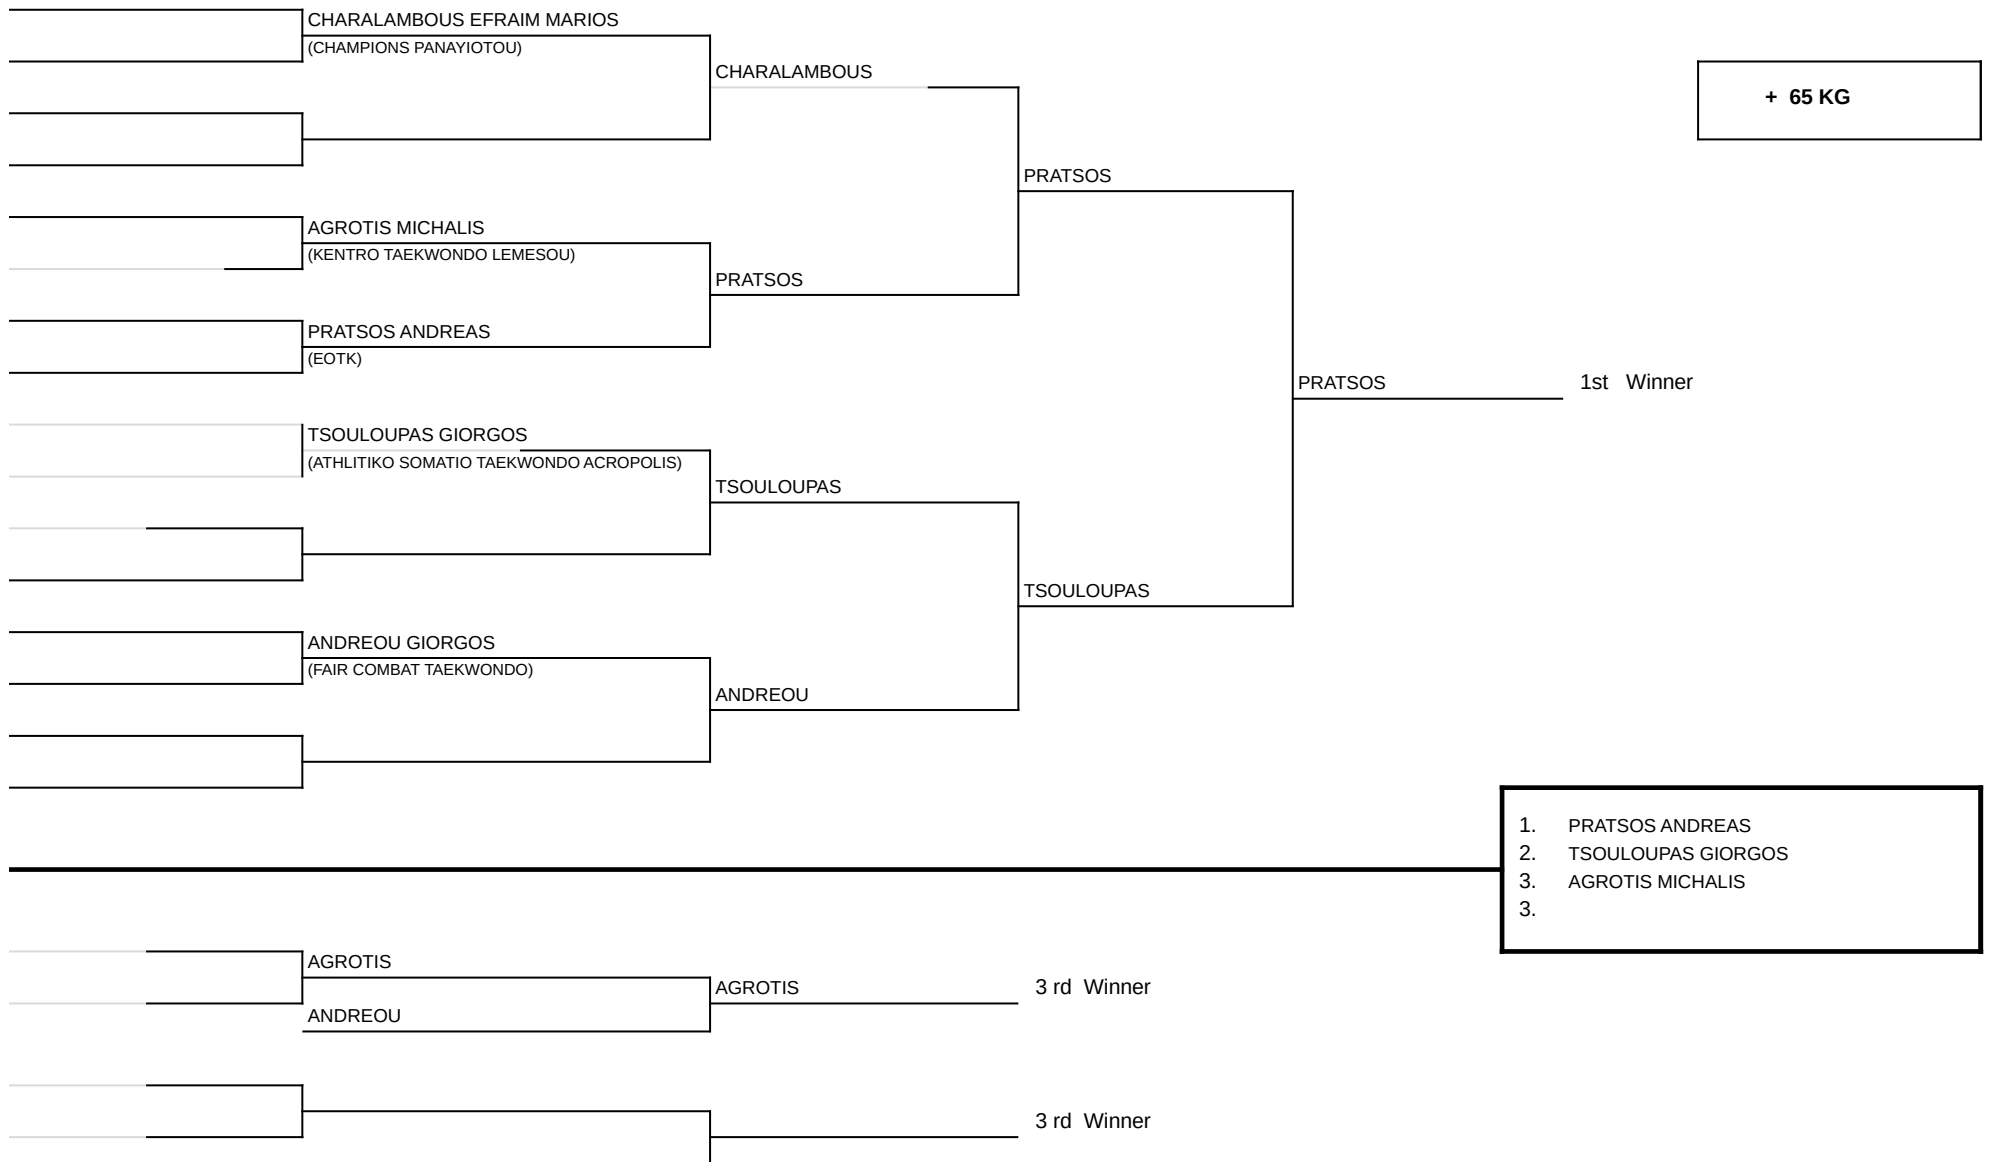 CHARALAMBOUS EFRAIM MARIOS
(CHAMPIONS PANAYIOTOU)
CHARALAMBOUS
+ 65 KG
PRATSOS
AGROTIS MICHALIS
(KENTRO TAEKWONDO LEMESOU)
PRATSOS
PRATSOS ANDREAS
(EOTK)
PRATSOS
1st Winner
TSOULOUPAS GIORGOS
(ATHLITIKO SOMATIO TAEKWONDO ACROPOLIS)
TSOULOUPAS
TSOULOUPAS
ANDREOU GIORGOS
(FAIR COMBAT TAEKWONDO)
ANDREOU
1. PRATSOS ANDREAS
2. TSOULOUPAS GIORGOS
3. AGROTIS MICHALIS
3.
AGROTIS
AGROTIS
3 rd Winner
ANDREOU
3 rd Winner